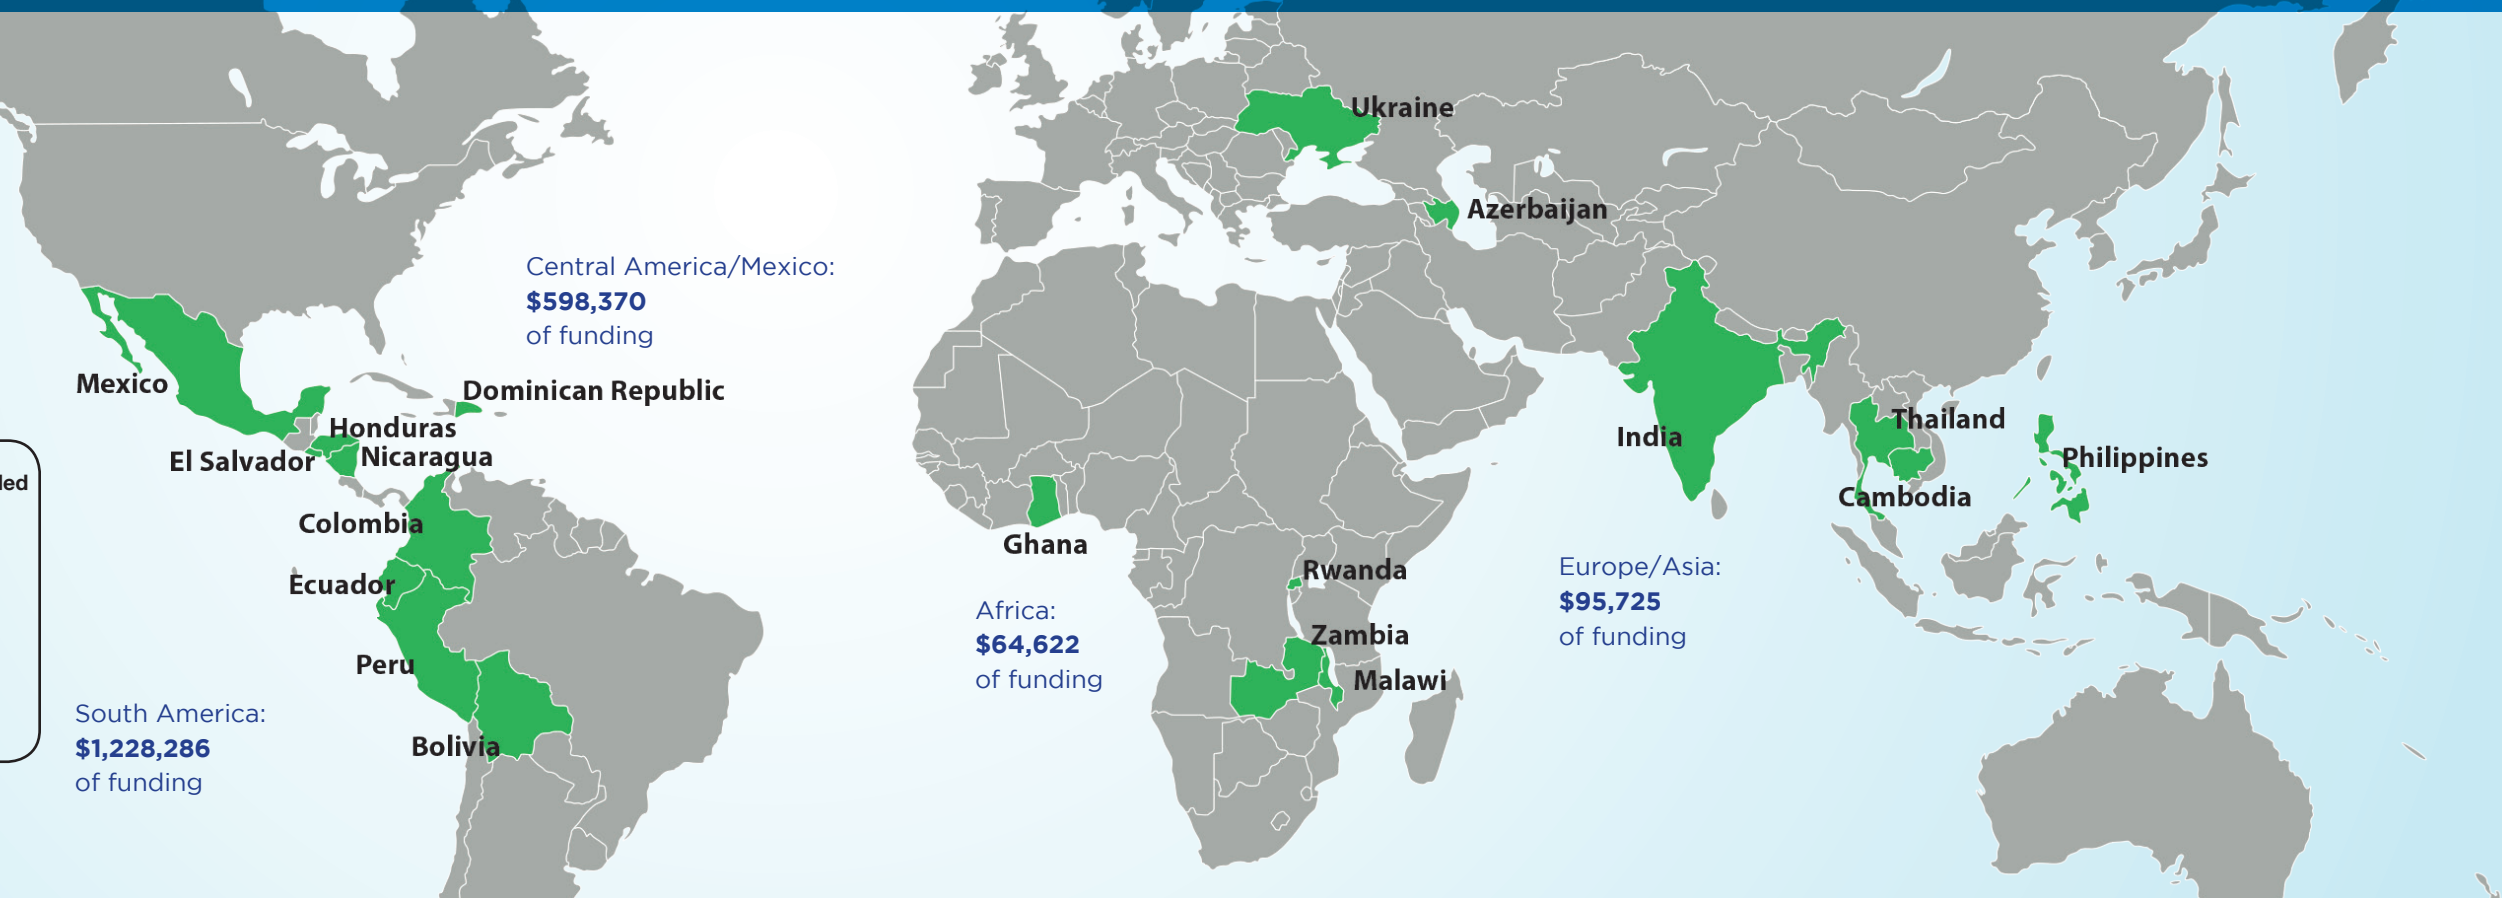 Ukraine
Azerbaijan
Central America/Mexico:
$598,370
of funding
Mexico
Dominican Republic
Honduras
El Salvador
Nicaragua
India
Thailand
Philippines
Cambodia
Colombia
Ghana
Ecuador
Rwanda
Europe/Asia:
$95,725
of funding
Africa:
$64,622
of funding
Zambia
Malawi
Peru
South America:
$1,228,286
of funding
Bolivia